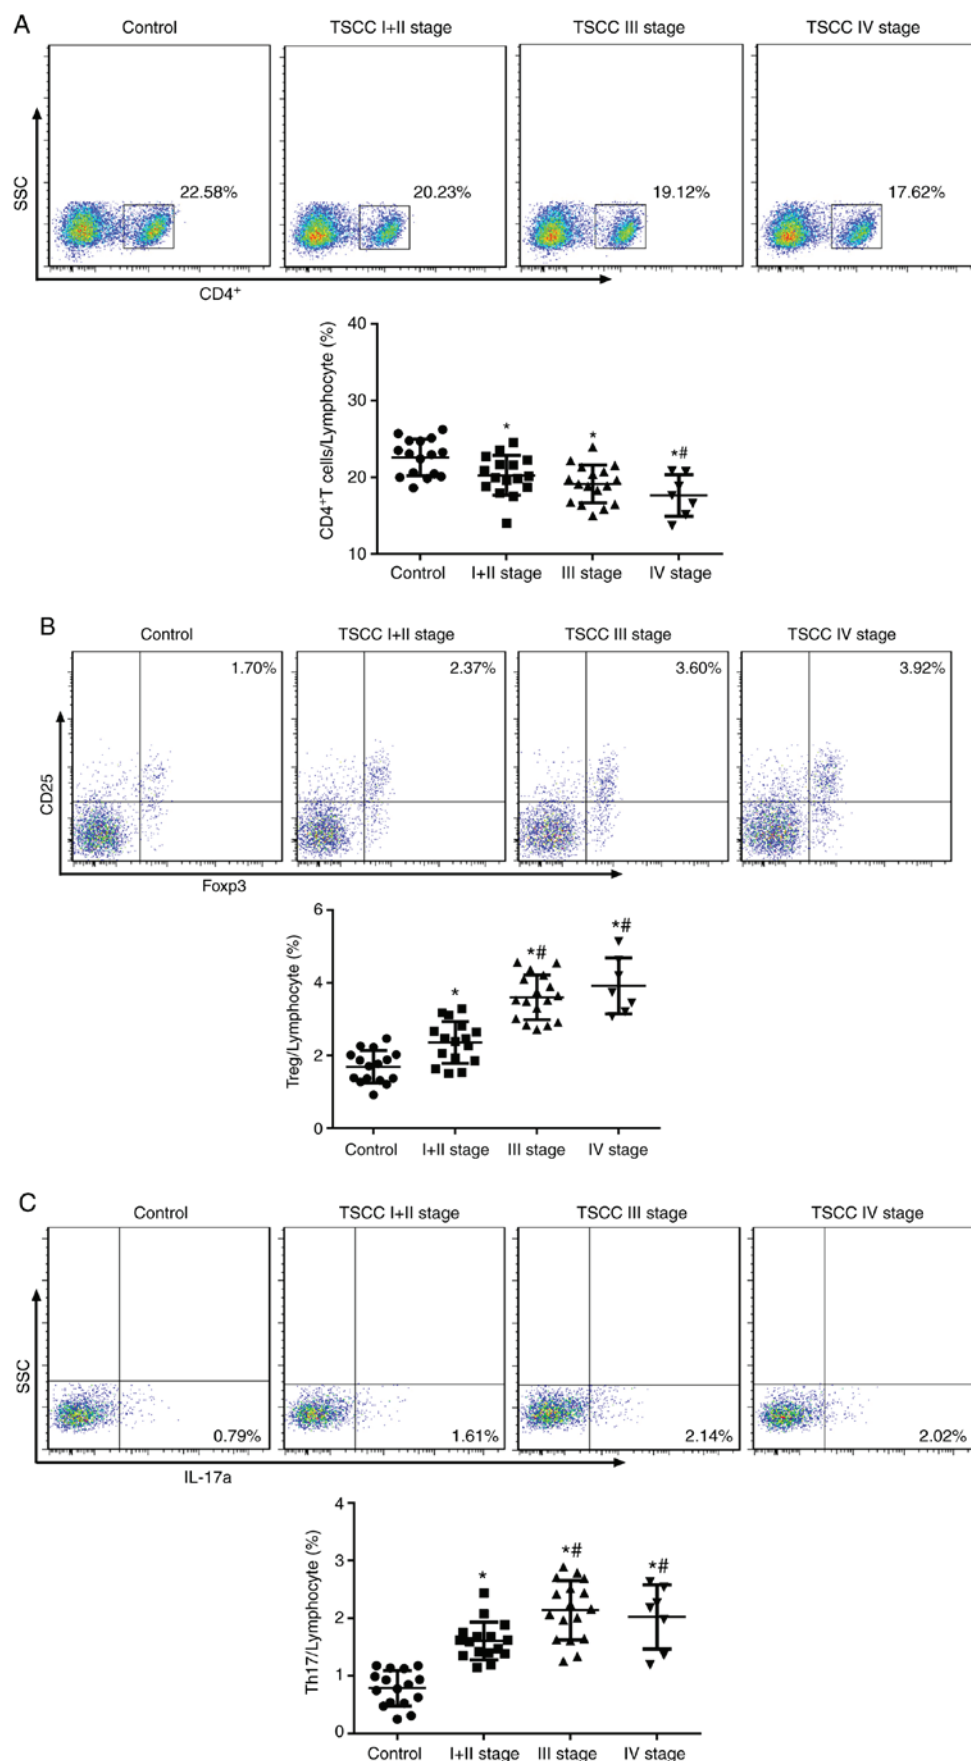 A
Control
TSCC I+II stage
TSCC III stage
TSCC IV stage
SSC
22.58%
20.23%
19.12%
17.62%
CD4+
CD4+T cells/Lymphocyte (%)
40
30
20
10
*
*
*#
Control
I+II stage
III stage
IV stage
B
Control
TSCC I+II stage
TSCC III stage
TSCC IV stage
CD25
1.70%
2.37%
3.60%
3.92%
Foxp3
Treg/Lymphocyte (%)
6
4
2
0
*
*#
*#
Control
I+II stage
III stage
IV stage
C
Control
TSCC I+II stage
TSCC III stage
TSCC IV stage
SSC
0.79%
1.61%
2.14%
2.02%
IL-17a
Th17/Lymphocyte (%)
4
3
2
1
0
*
*#
*#
Control
I+II stage
III stage
IV stage